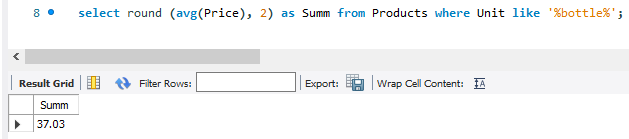 8 select round (avg(Price), 2) as Summ from Products where Unit like '%bottle%';
Result Grid Filter Rows: Export: Wrap Cell Content: IA
Summ
37.03